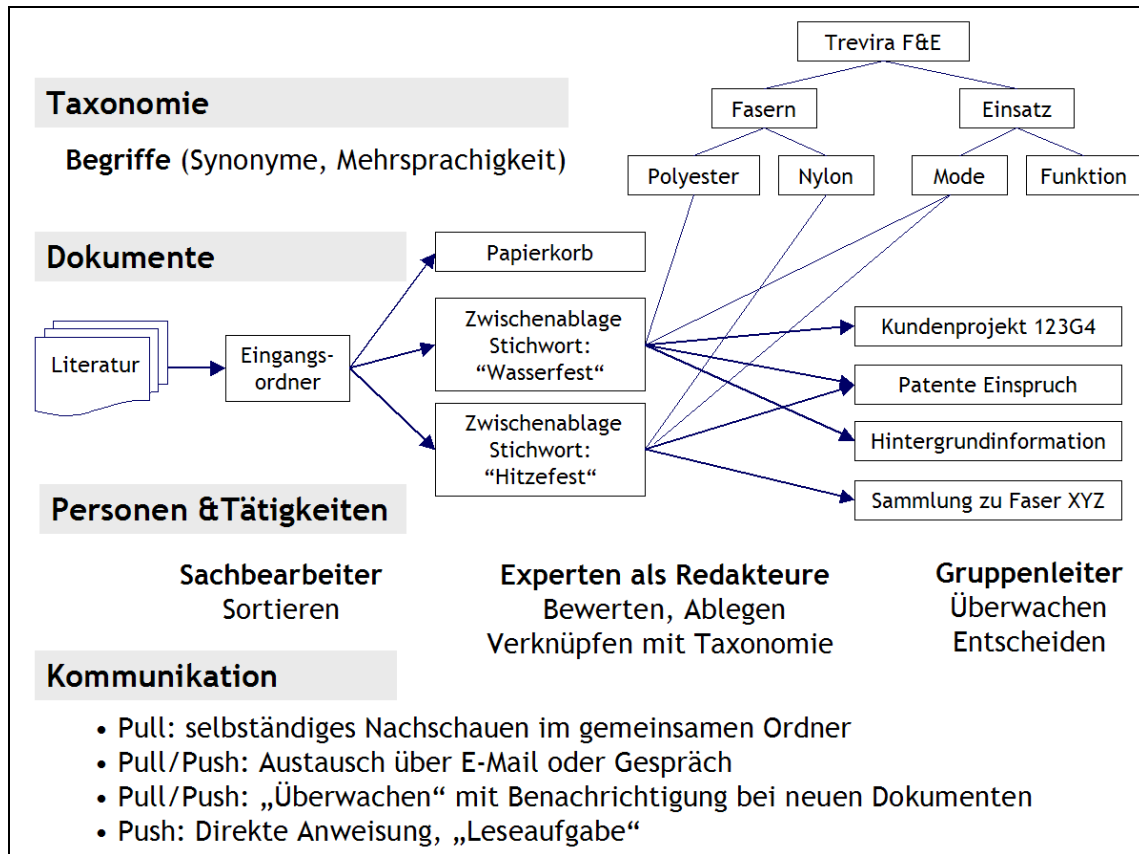 Trevira F&E
Taxonomie
Fasern
Einsatz
Begriffe (Synonyme, Mehrsprachigkeit)
Polyester
Nylon
Mode
Funktion
Dokumente
Papierkorb
Literatur
Eingangs-
ordner
Zwischenablage
Stichwort:
“Wasserfest“
Zwischenablage
Stichwort:
“Hitzefest“
Kundenprojekt 123G4
Patente Einspruch
Hintergrundinformation
Sammlung zu Faser XYZ
Personen &Tätigkeiten
Sachbearbeiter
Sortieren
Experten als Redakteure
Bewerten, Ablegen
Verknüpfen mit Taxonomie
Gruppenleiter
Überwachen
Entscheiden
Kommunikation
• Pull: selbständiges Nachschauen im gemeinsamen Ordner
• Pull/Push: Austausch über E-Mail oder Gespräch
• Pull/Push: „Überwachen“ mit Benachrichtigung bei neuen Dokumenten
• Push: Direkte Anweisung, „Leseaufgabe“